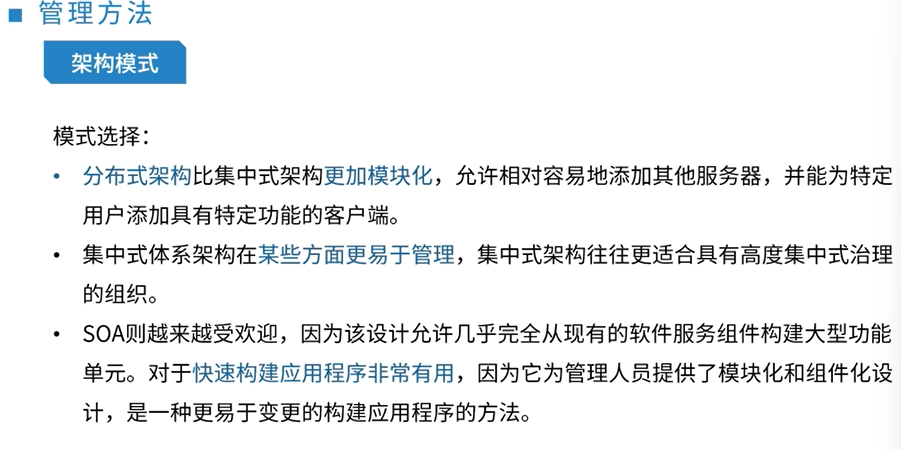 ■ 管理方法
架构模式
模式选择：
• 分布式架构比集中式架构更加模块化，允许相对容易地添加其他服务器，并能为特定
用户添加具有特定功能的客户端。
• 集中式体系架构在某些方面更易于管理，集中式架构往往更适合具有高度集中式治理
的组织。
• SOA则越来越受欢迎，因为该设计允许几乎完全从现有的软件服务组件构建大型功能
单元。对于快速构建应用程序非常有用，因为它为管理人员提供了模块化和组件化设
计，是一种更易于变更的构建应用程序的方法。